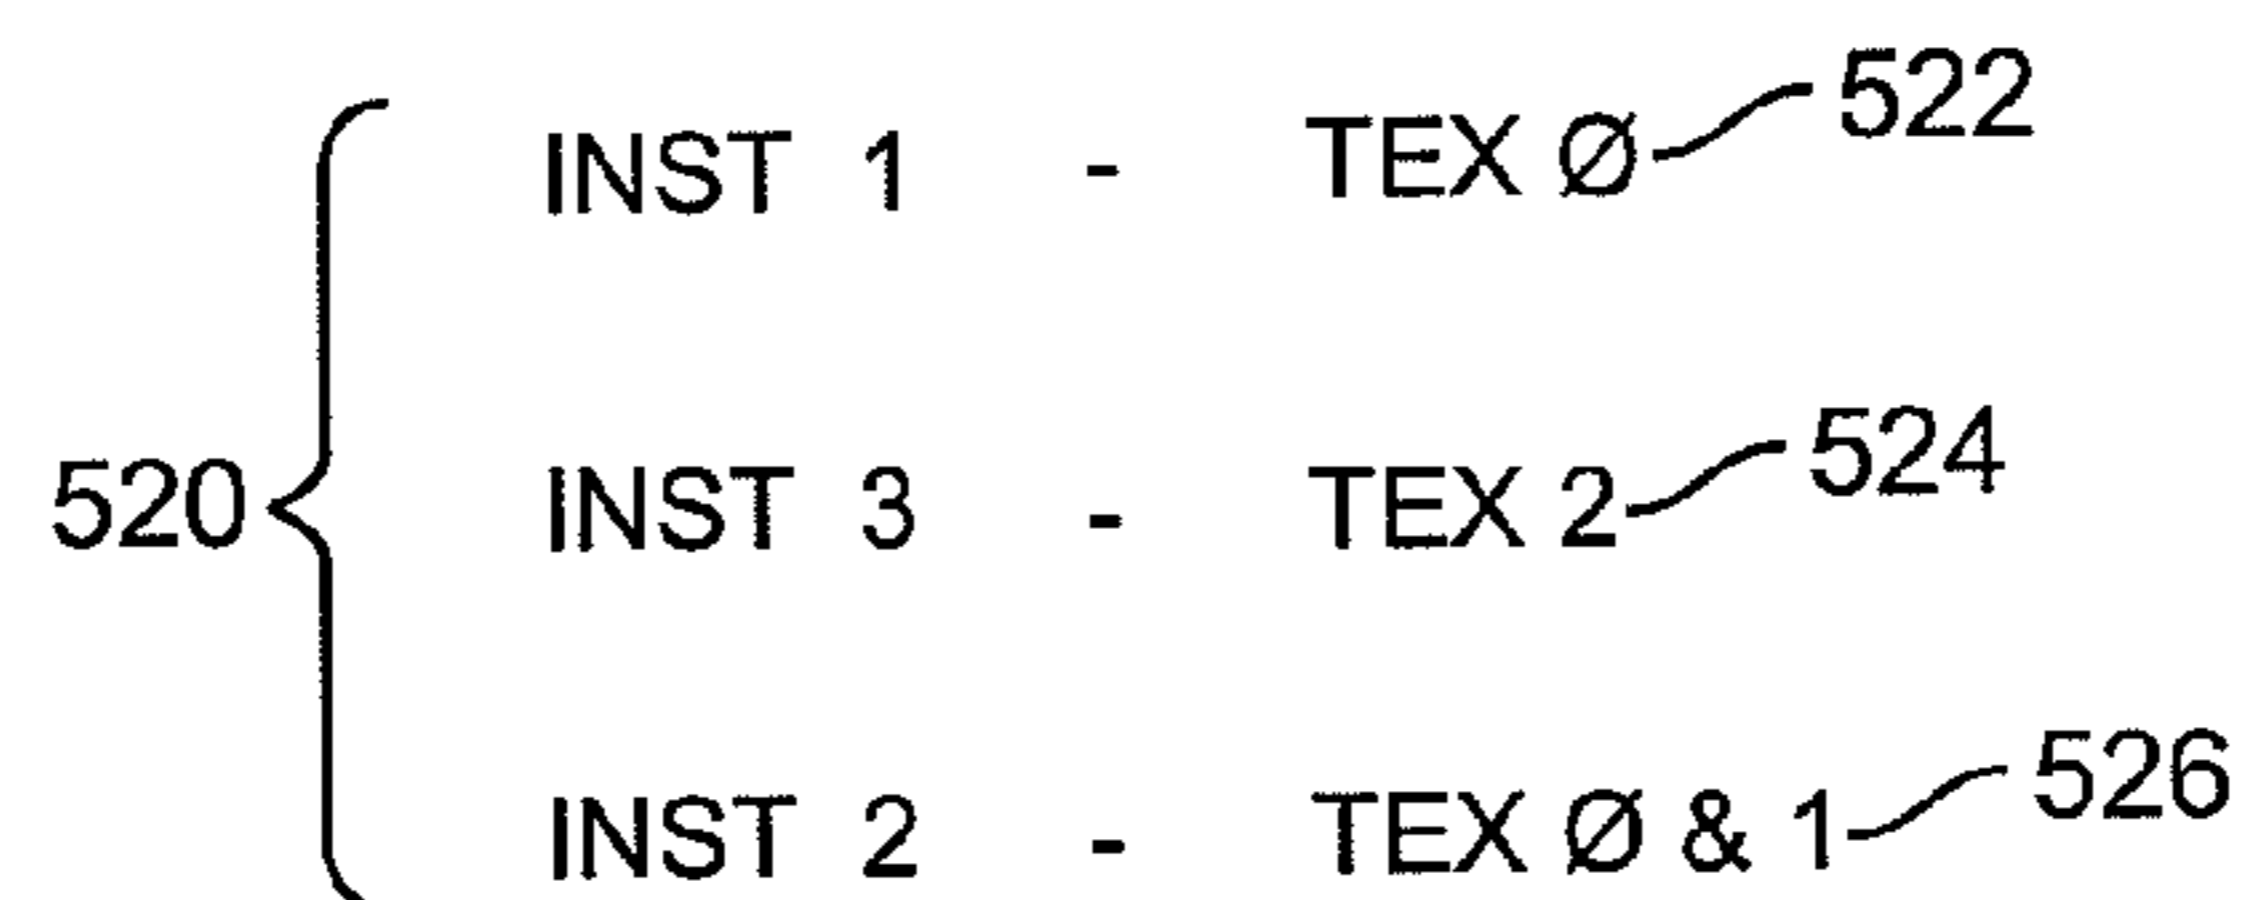 INST 1 - TEX Ø 522
520 INST 3 - TEX 2 524
INST 2 - TEX Ø & 1 526